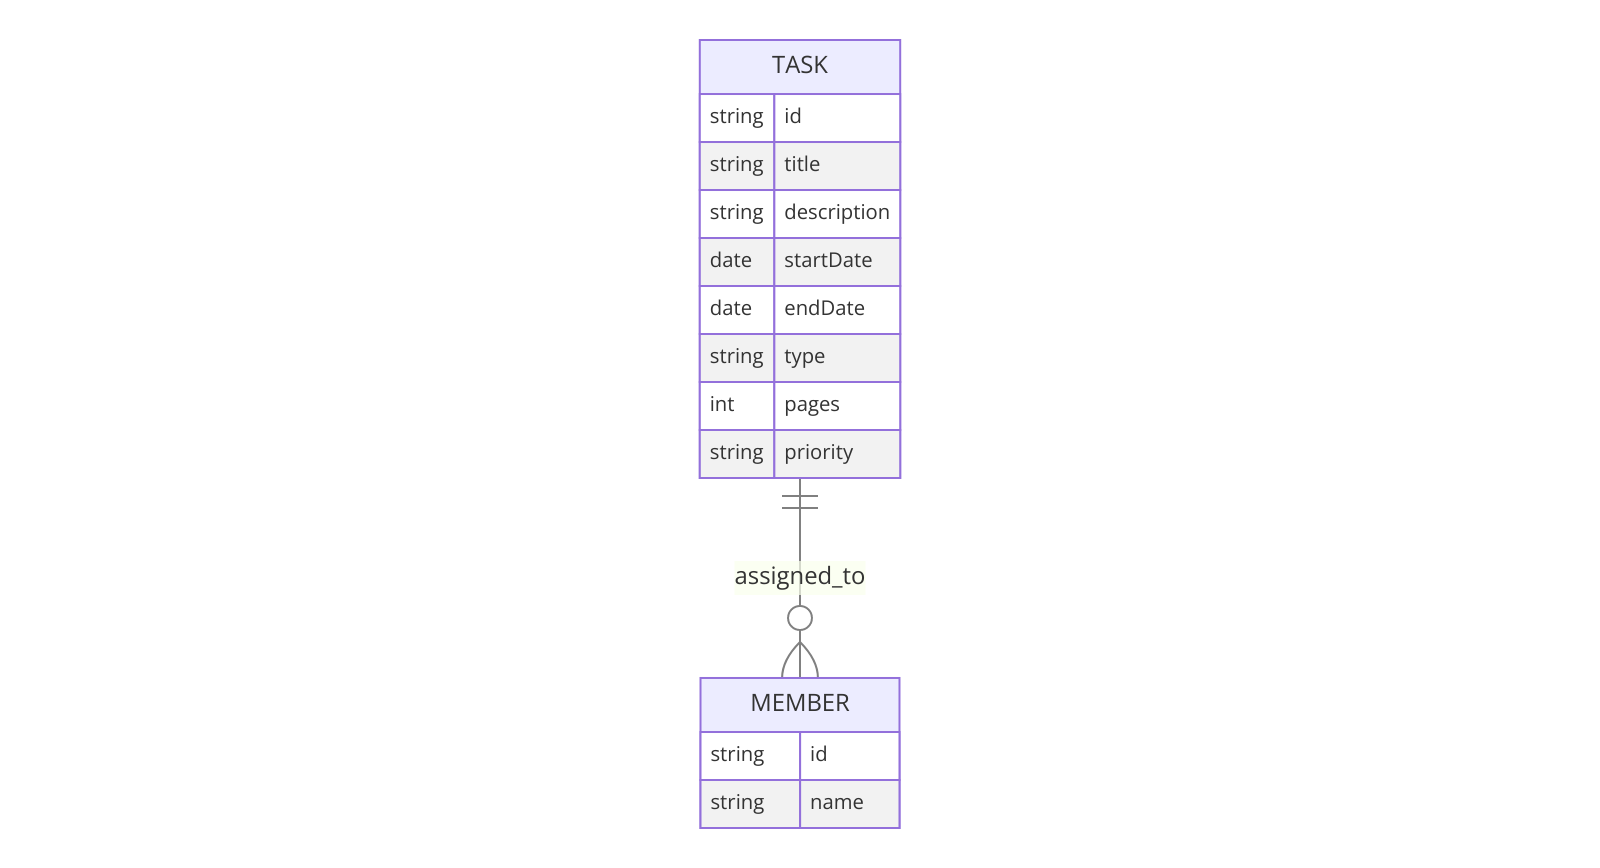 TASK
string id
string title
string description
date startDate
date endDate
string type
int pages
string priority
assigned_to
MEMBER
string id
string name